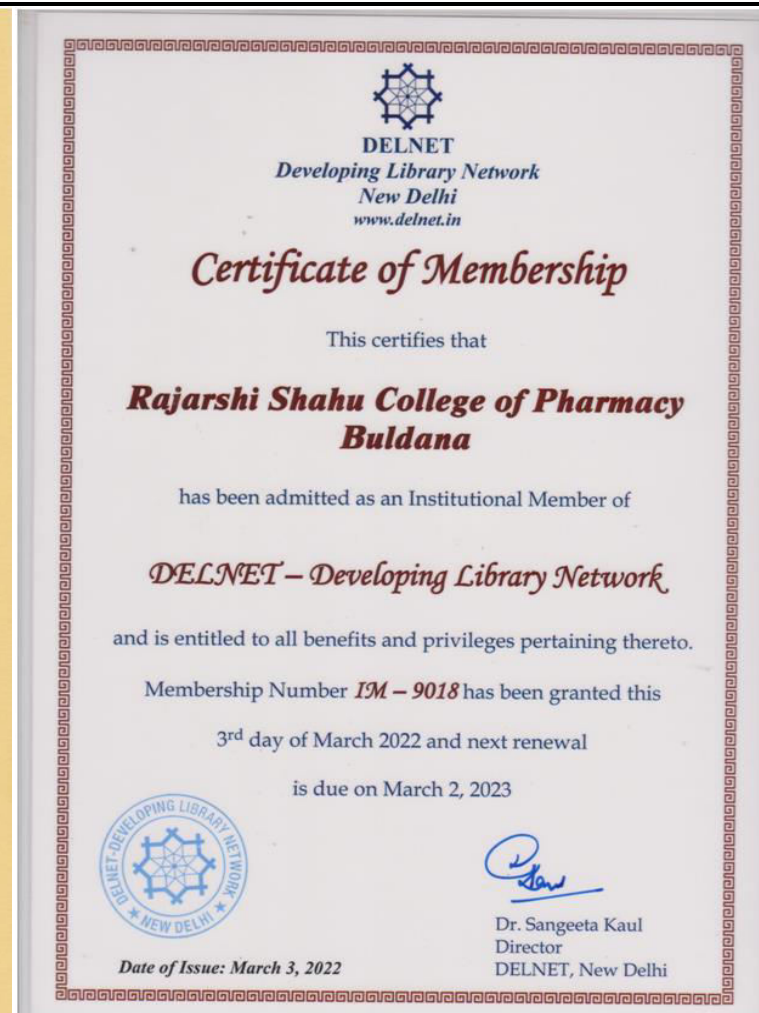 DELNET
Developing Library Network
New Delhi
www.delnet.in
Certificate of Membership
This certifies that
Rajarshi Shahu College of Pharmacy
Buldana
has been admitted as an Institutional Member of
DELNET – Developing Library Network
and is entitled to all benefits and privileges pertaining thereto.
Membership Number IM – 9018 has been granted this
3rd day of March 2022 and next renewal
is due on March 2, 2023
DELNET-DEVELOPING LIBRARY NETWORK
NEW DELHI
Dr. Sangeeta Kaul
Director
DELNET, New Delhi
Date of Issue: March 3, 2022